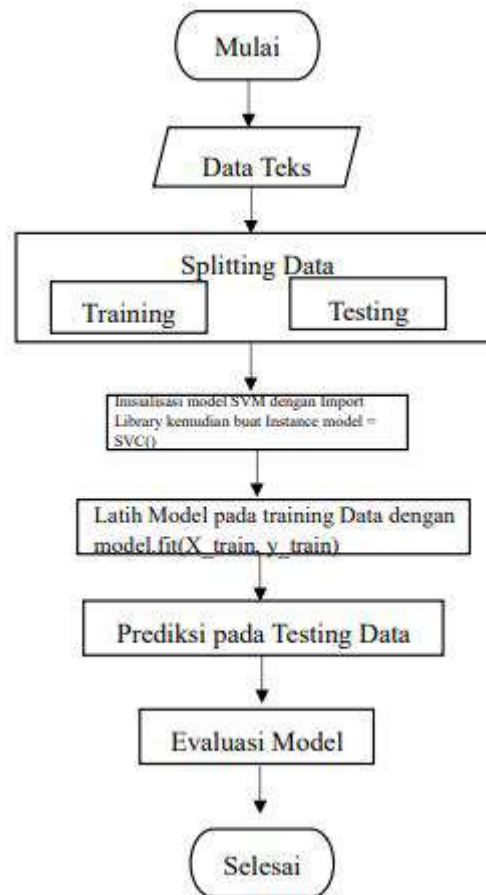 Mulai
Data Teks
Splitting Data
Training
Testing
Inisialisasi model SVM dengan Import
Library kemudian buat Instance model =
SVC()
Latih Model pada training Data dengan
model.fit(X_train, y_train)
Prediksi pada Testing Data
Evaluasi Model
Selesai